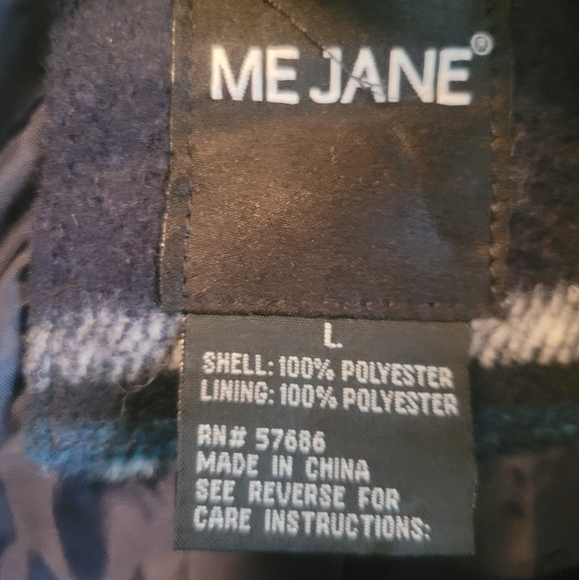 ME JANE®
L
SHELL: 100% POLYESTER
LINING: 100% POLYESTER
RN# 57686
MADE IN CHINA
SEE REVERSE FOR
CARE INSTRUCTIONS: